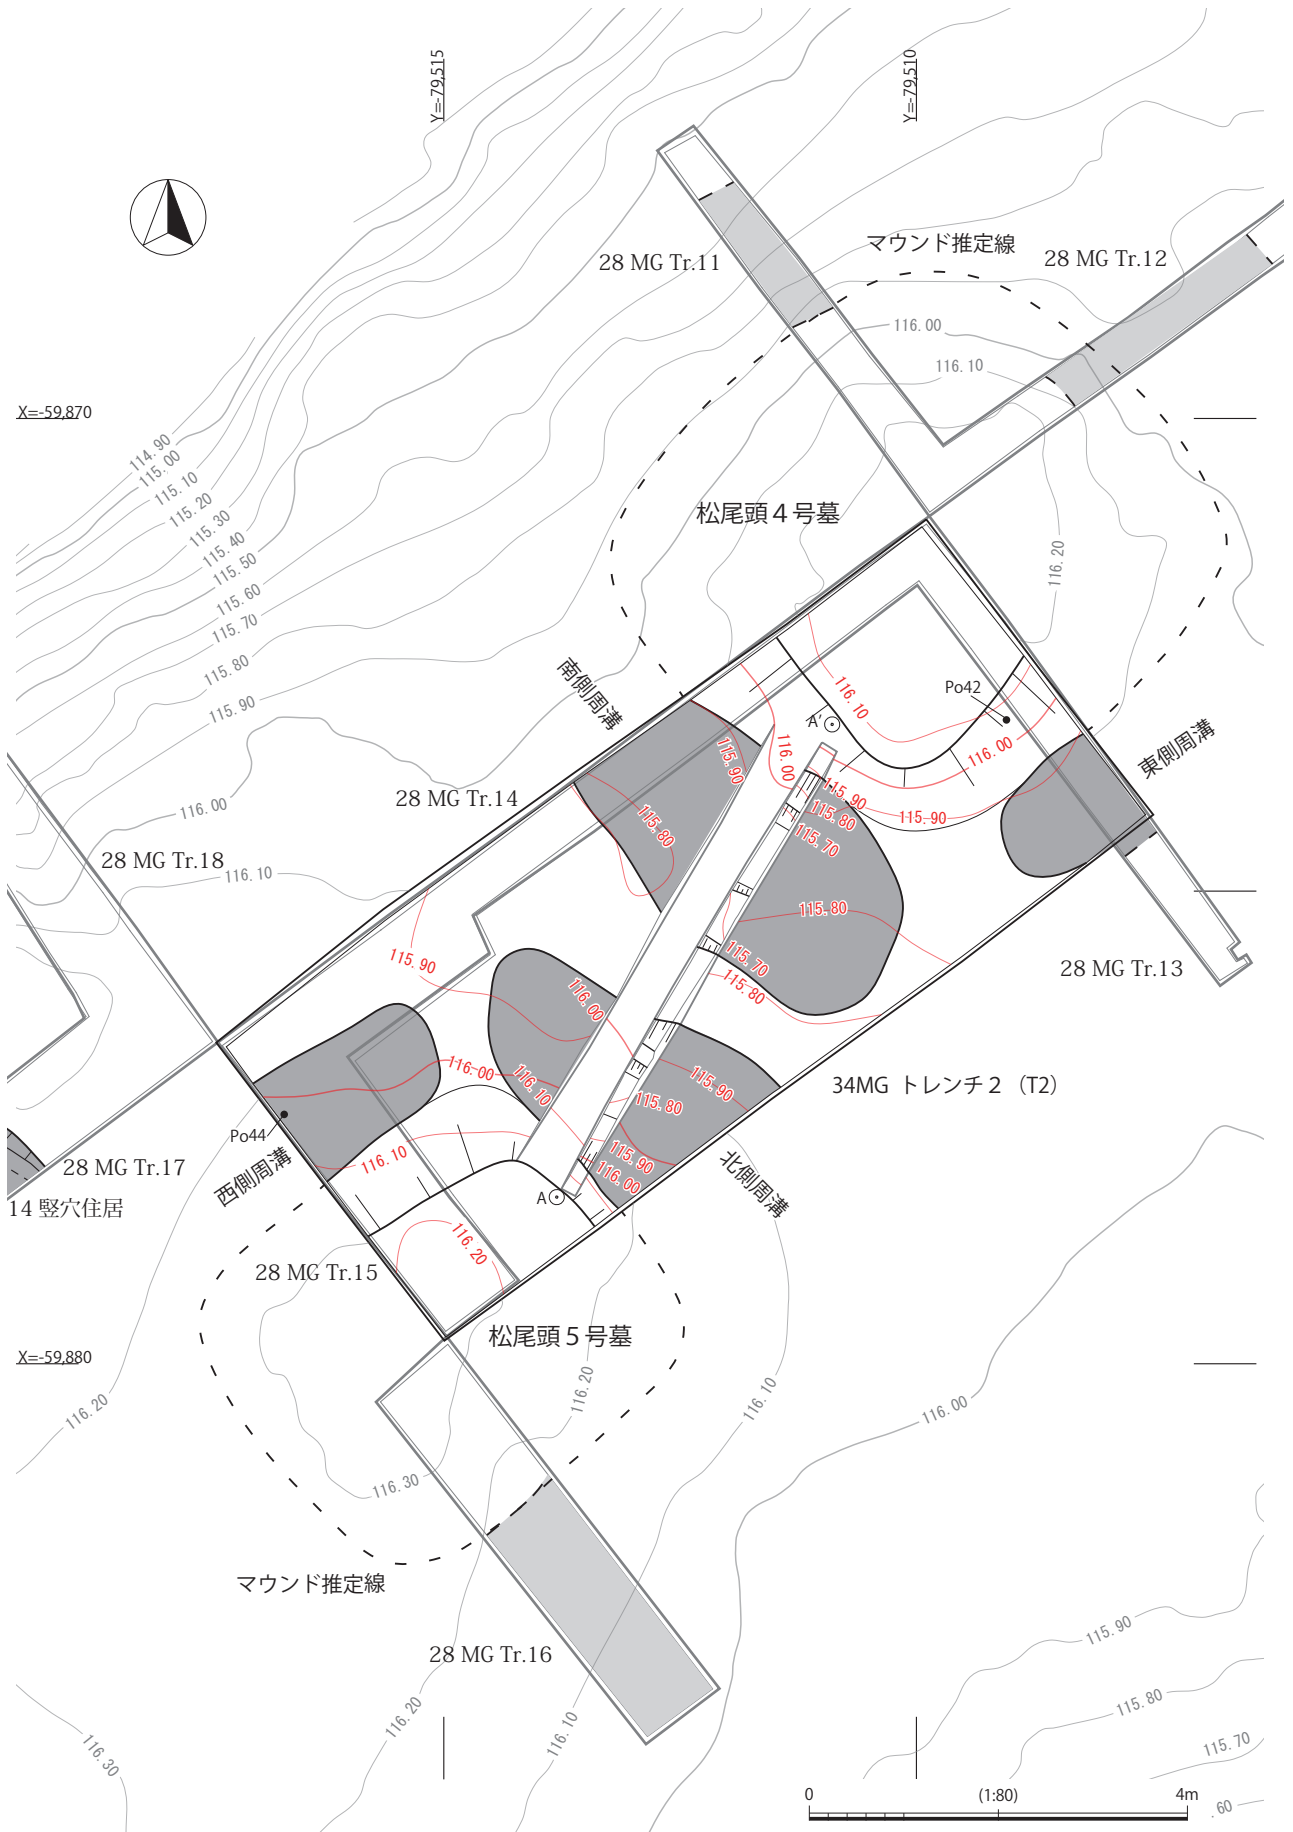 Y=-79,515
Y=-79,510
28 MG Tr.11
マウンド推定線
28 MG Tr.12
116.00
116.10
X=-59,870
114.90
115.00
115.10
115.20
115.30
115.40
115.50
115.60
115.70
115.80
115.90
松尾頭４号墓
116.20
南側周溝
116.10
Po42
A'
116.00
116.00
東側周溝
115.90
115.90
115.80
115.70
115.90
115.80
28 MG Tr.14
116.00
28 MG Tr.18
116.10
115.80
115.90
115.70
115.80
28 MG Tr.13
116.00
116.00
116.10
115.90
115.80
34MG トレンチ２（T2）
Po44
116.10
115.90
116.00
28 MG Tr.17
西側周溝
北側周溝
14 竪穴住居
A
116.20
28 MG Tr.15
松尾頭５号墓
X=-59,880
116.20
116.20
116.10
116.00
116.30
マウンド推定線
28 MG Tr.16
115.90
116.20
116.10
116.30
115.80
115.70
.60
0
(1:80)
4m